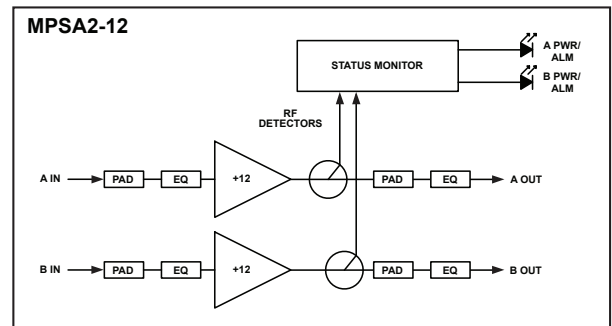 MPSA2-12
STATUS MONITOR
A PWR/
ALM
B PWR/
ALM
RF
DETECTORS
A IN
PAD
EQ
+12
PAD
EQ
A OUT
B IN
PAD
EQ
+12
PAD
EQ
B OUT